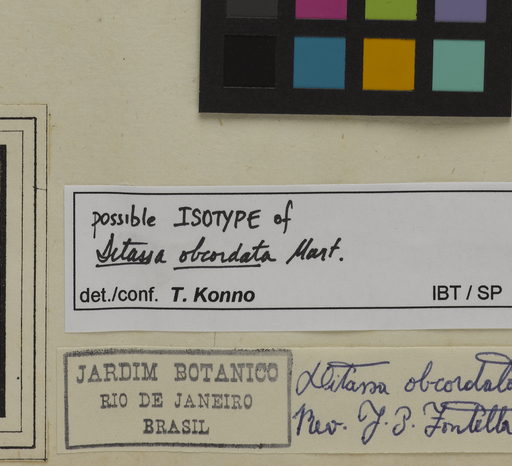 possible ISOTYPE of
Ditassa obcordata Mart.
det./conf. T. Konno IBT / SP
JARDIM BOTANICO
RIO DE JANEIRO
BRASIL
Ditassa obcordata
Rev. J. P. Fontella